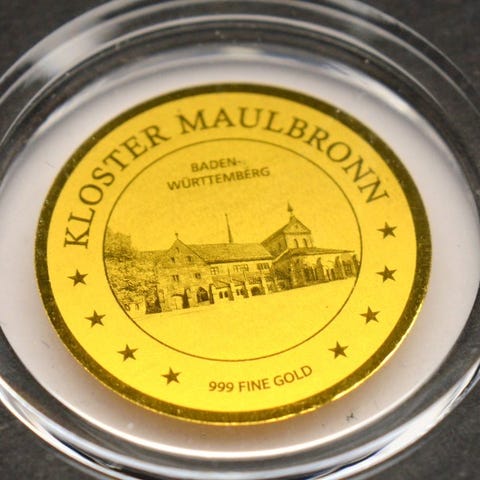 KLOSTER MAULBRONN
BADEN-
WÜRTTEMBERG
999 FINE GOLD